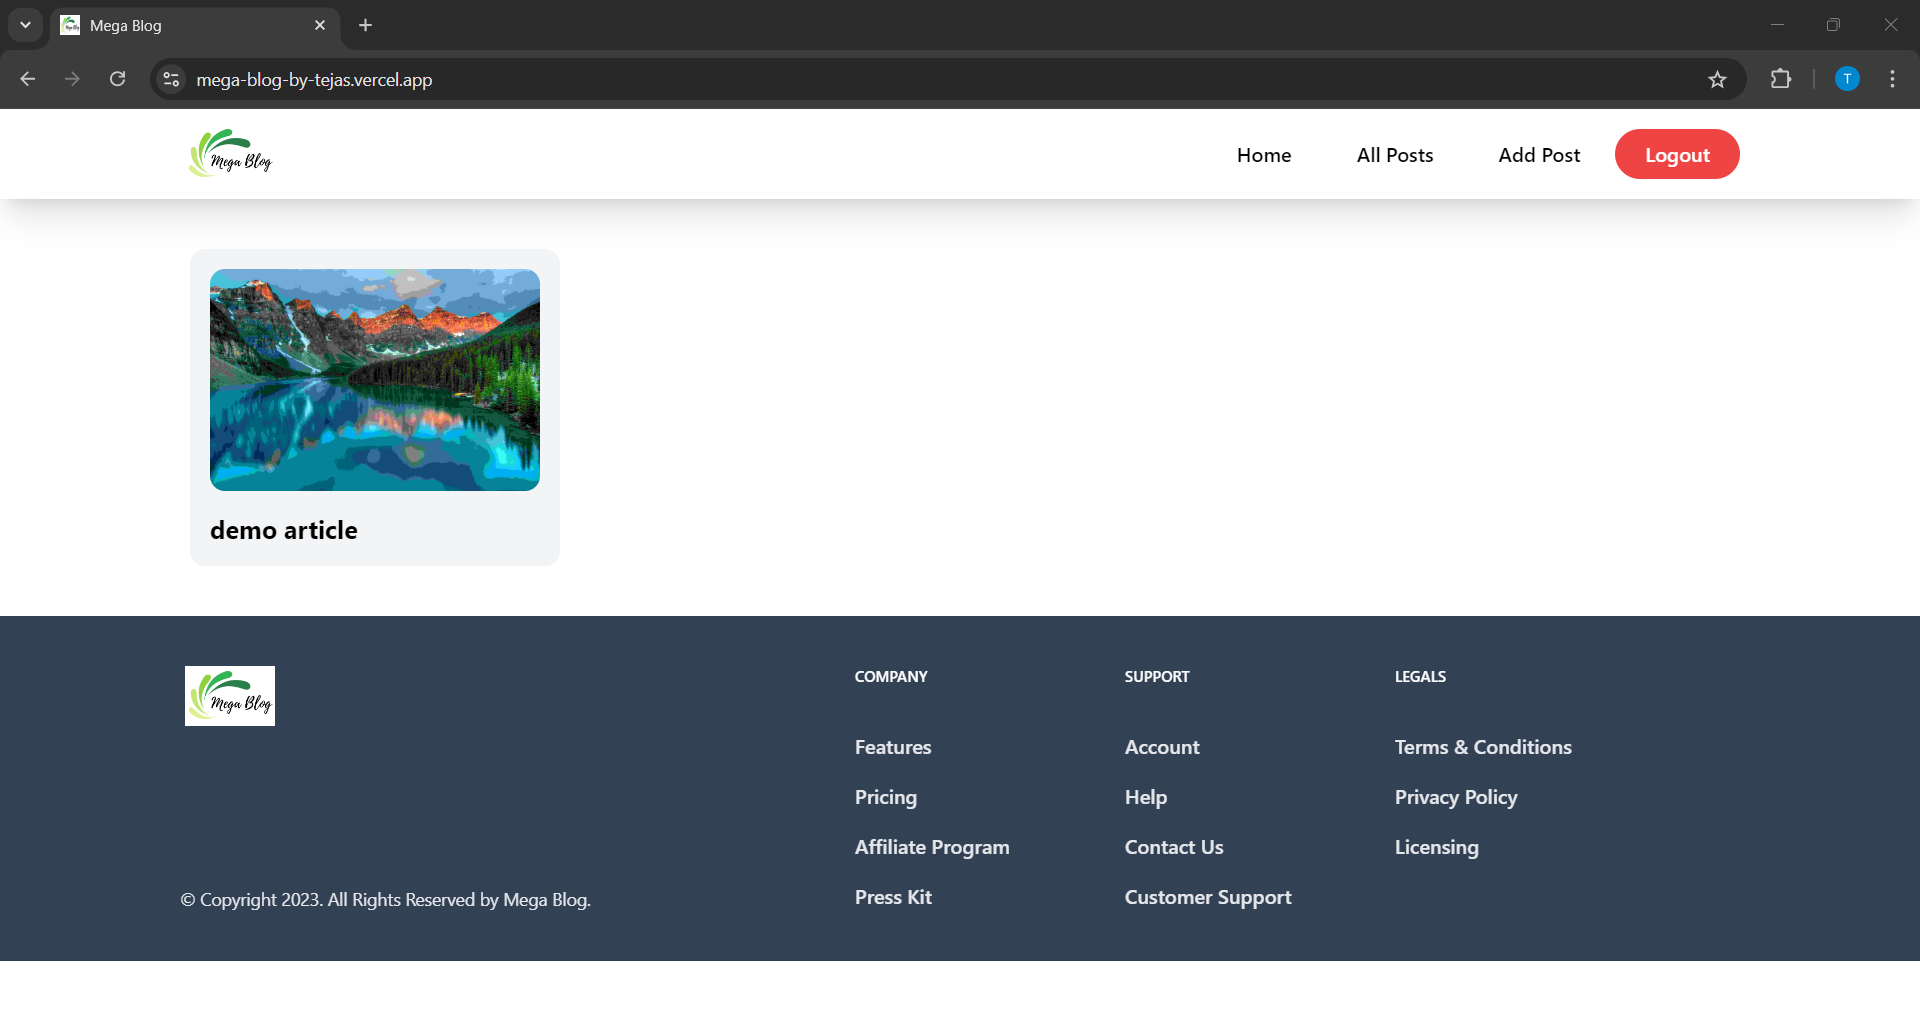 Mega Blog
mega-blog-by-tejas.vercel.app
T
Mega Blog
Home
All Posts
Add Post
Logout
demo article
Mega Blog
COMPANY
Features
Pricing
Affiliate Program
Press Kit
SUPPORT
Account
Help
Contact Us
Customer Support
LEGALS
Terms & Conditions
Privacy Policy
Licensing
© Copyright 2023. All Rights Reserved by Mega Blog.